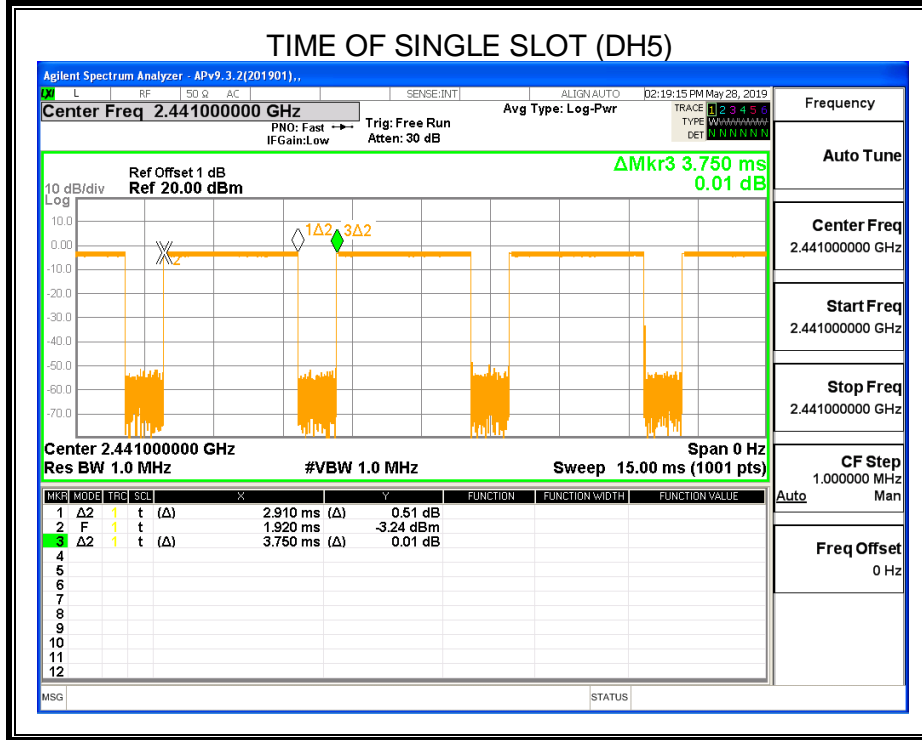 TIME OF SINGLE SLOT (DH5)
Agilent Spectrum Analyzer - APv9.3.2(201901),,
LXI L RF 50 Ω AC SENSE:INT ALIGN AUTO 02:19:15 PM May 28, 2019
Center Freq 2.441000000 GHz
PNO: Fast
IFGain:Low
Trig: Free Run
Atten: 30 dB
Avg Type: Log-Pwr
TRACE 1 2 3 4 5 6
TYPE W
DET N N N N N N
ΔMkr3 3.750 ms
0.01 dB
Ref Offset 1 dB
10 dB/div Ref 20.00 dBm
Log
10.0
0.00
-10.0
-20.0
-30.0
-40.0
-50.0
-60.0
-70.0
2
1Δ2
3Δ2
Center 2.441000000 GHz Span 0 Hz
Res BW 1.0 MHz #VBW 1.0 MHz Sweep 15.00 ms (1001 pts)
MKR MODE TRC SCL X Y FUNCTION FUNCTION WIDTH FUNCTION VALUE
1 Δ2 1 t (Δ) 2.910 ms (Δ) 0.51 dB
2 F 1 t 1.920 ms -3.24 dBm
3 Δ2 1 t (Δ) 3.750 ms (Δ) 0.01 dB
4
5
6
7
8
9
10
11
12
MSG STATUS
Frequency
Auto Tune
Center Freq
2.441000000 GHz
Start Freq
2.441000000 GHz
Stop Freq
2.441000000 GHz
CF Step
1.000000 MHz
Auto Man
Freq Offset
0 Hz